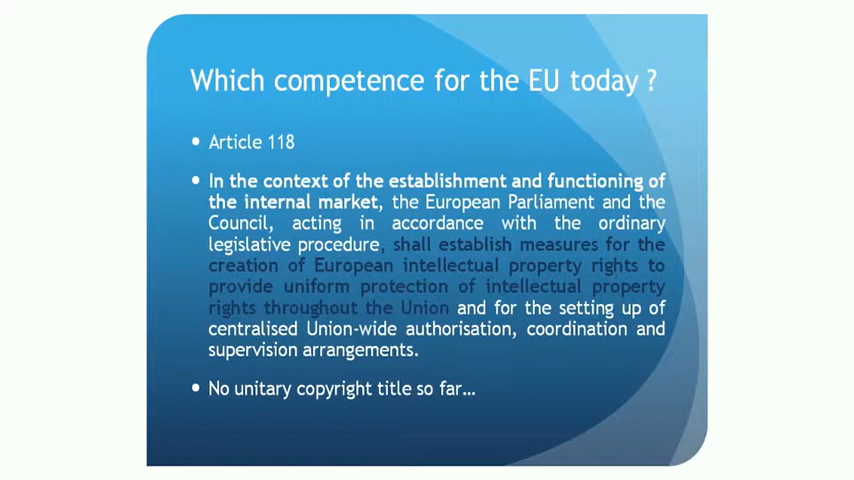 Which competence for the EU today ?
• Article 118
• In the context of the establishment and functioning of
the internal market, the European Parliament and the
Council, acting in accordance with the ordinary
legislative procedure, shall establish measures for the
creation of European intellectual property rights to
provide uniform protection of intellectual property
rights throughout the Union and for the setting up of
centralised Union-wide authorisation, coordination and
supervision arrangements.
• No unitary copyright title so far…